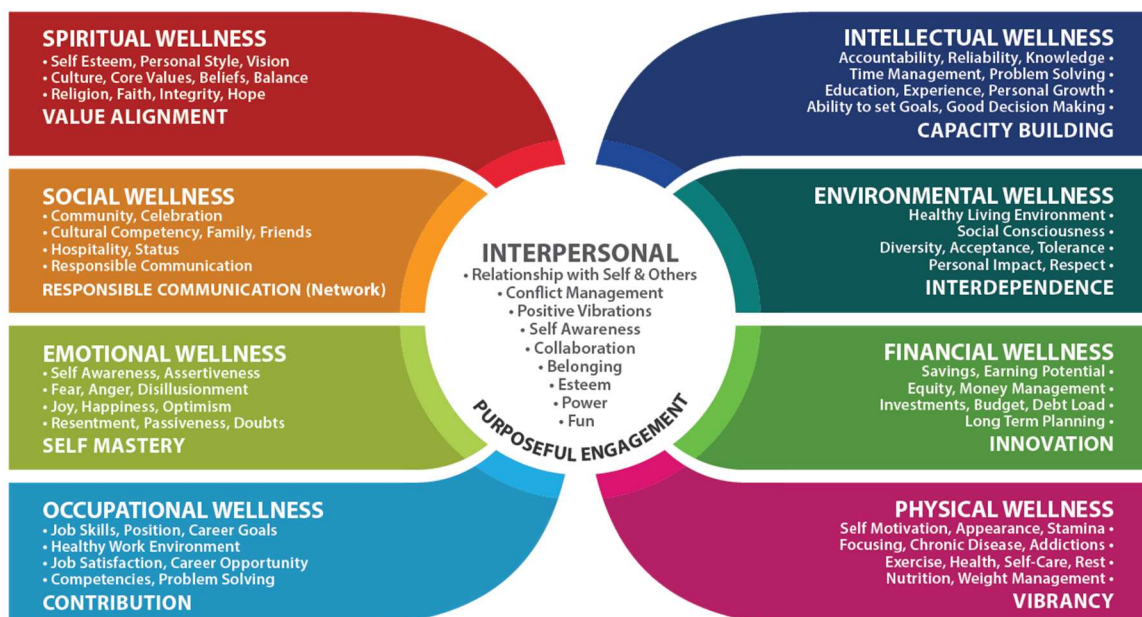 SPIRITUAL WELLNESS
• Self Esteem, Personal Style, Vision
• Culture, Core Values, Beliefs, Balance
• Religion, Faith, Integrity, Hope
VALUE ALIGNMENT
SOCIAL WELLNESS
• Community, Celebration
• Cultural Competency, Family, Friends
• Hospitality, Status
• Responsible Communication
RESPONSIBLE COMMUNICATION (Network)
EMOTIONAL WELLNESS
• Self Awareness, Assertiveness
• Fear, Anger, Disillusionment
• Joy, Happiness, Optimism
• Resentment, Passiveness, Doubts
SELF MASTERY
OCCUPATIONAL WELLNESS
• Job Skills, Position, Career Goals
• Healthy Work Environment
• Job Satisfaction, Career Opportunity
• Competencies, Problem Solving
CONTRIBUTION
INTERPERSONAL
• Relationship with Self & Others
• Conflict Management
• Positive Vibrations
• Self Awareness
• Collaboration
• Belonging
• Esteem
• Power
• Fun
PURPOSEFUL ENGAGEMENT
INTELLECTUAL WELLNESS
Accountability, Reliability, Knowledge •
Time Management, Problem Solving •
Education, Experience, Personal Growth •
Ability to set Goals, Good Decision Making •
CAPACITY BUILDING
ENVIRONMENTAL WELLNESS
Healthy Living Environment •
Social Consciousness •
Diversity, Acceptance, Tolerance •
Personal Impact, Respect •
INTERDEPENDENCE
FINANCIAL WELLNESS
Savings, Earning Potential •
Equity, Money Management •
Investments, Budget, Debt Load •
Long Term Planning •
INNOVATION
PHYSICAL WELLNESS
Self Motivation, Appearance, Stamina •
Focusing, Chronic Disease, Addictions •
Exercise, Health, Self-Care, Rest •
Nutrition, Weight Management •
VIBRANCY